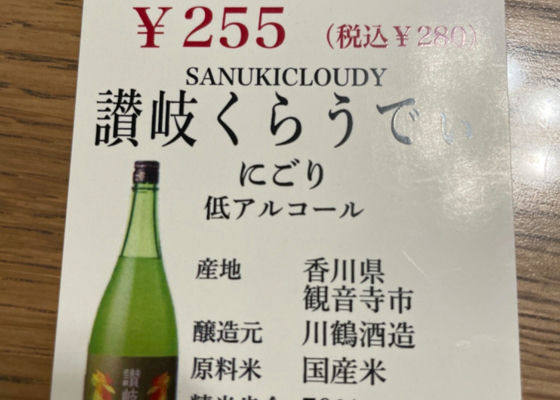 ￥255 (税込￥280)
SANUKICLOUDY
讃岐くらうでぃ
にごり
低アルコール
産地 香川県
観音寺市
醸造元 川鶴酒造
原料米 国産米